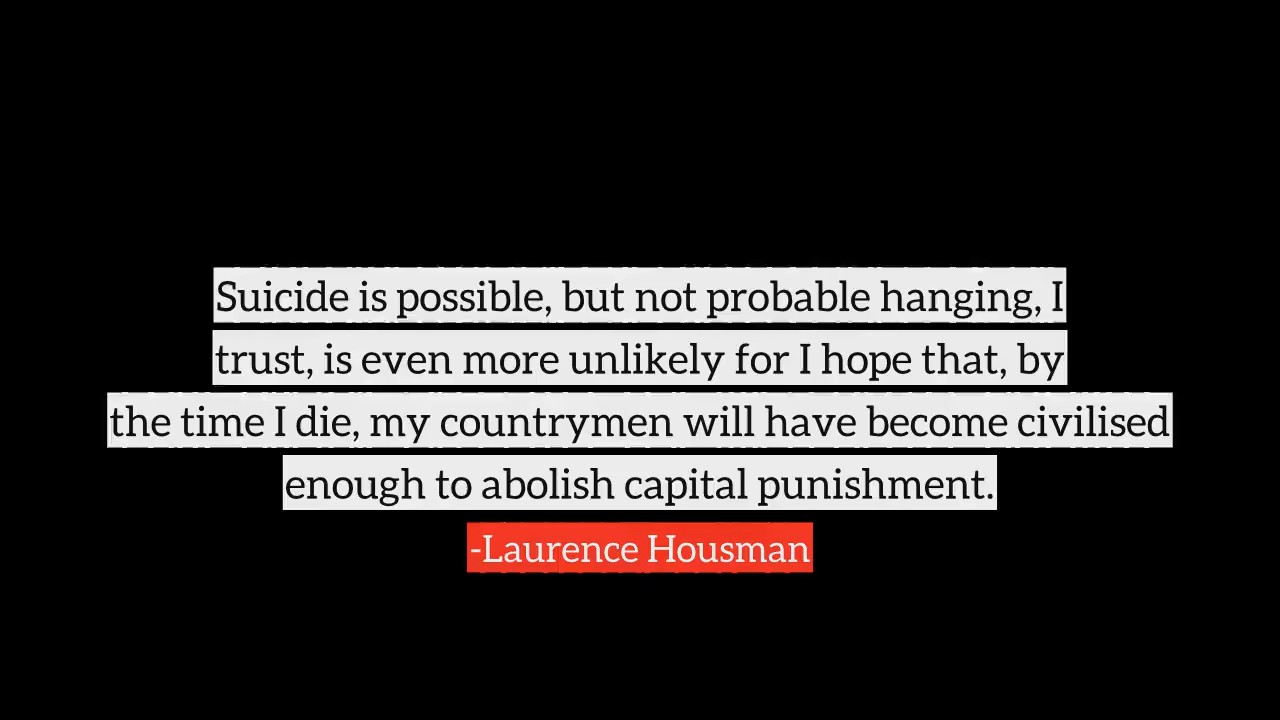 Suicide is possible, but not probable hanging, I
trust, is even more unlikely for I hope that, by
the time I die, my countrymen will have become civilised
enough to abolish capital punishment.
-Laurence Housman